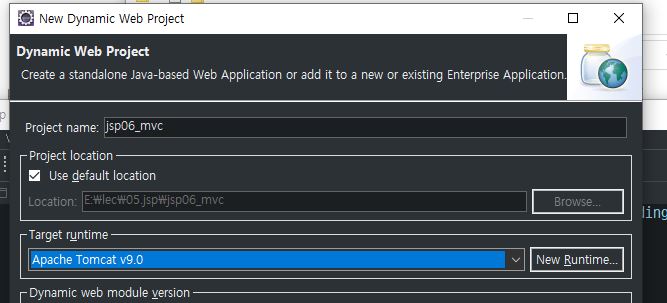 New Dynamic Web Project
Dynamic Web Project
Create a standalone Java-based Web Application or add it to a new or existing Enterprise Application.
Project name: jsp06_mvc
Project location
Use default location
Location: E:₩lec₩05.jsp₩jsp06_mvc Browse...
Target runtime
Apache Tomcat v9.0 New Runtime...
Dynamic web module version